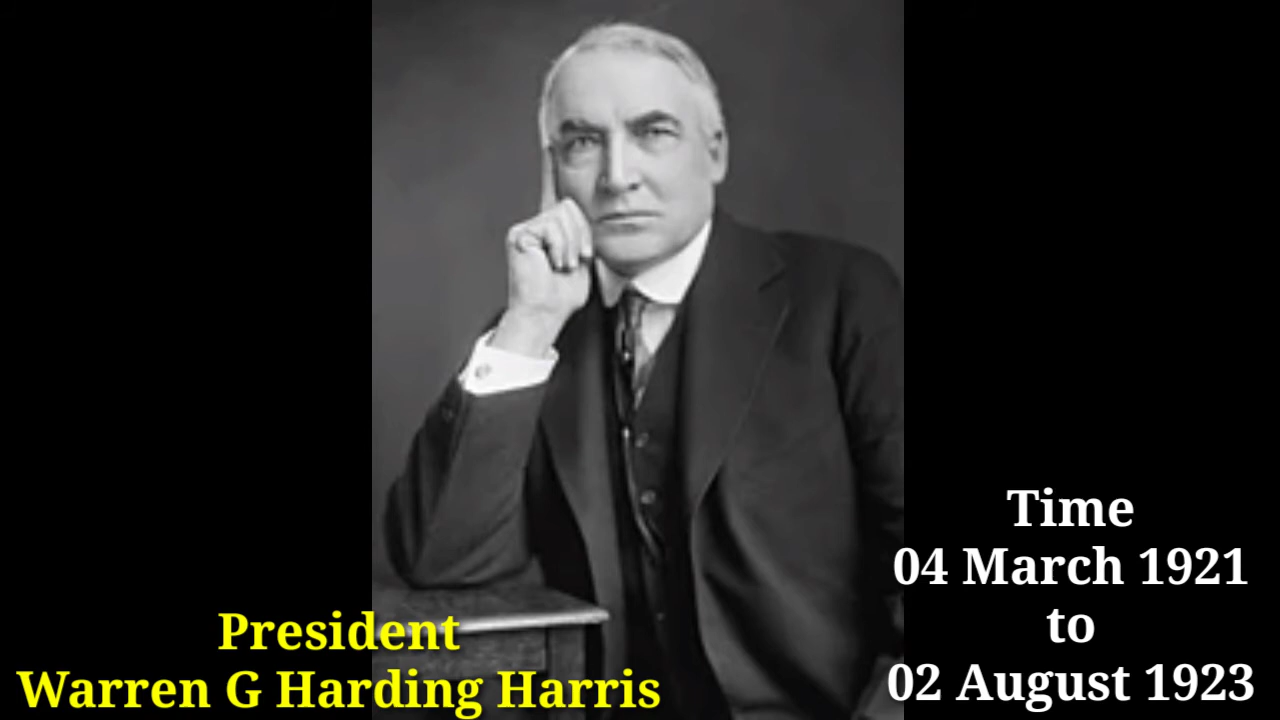 President
Warren G Harding Harris
Time
04 March 1921
to
02 August 1923